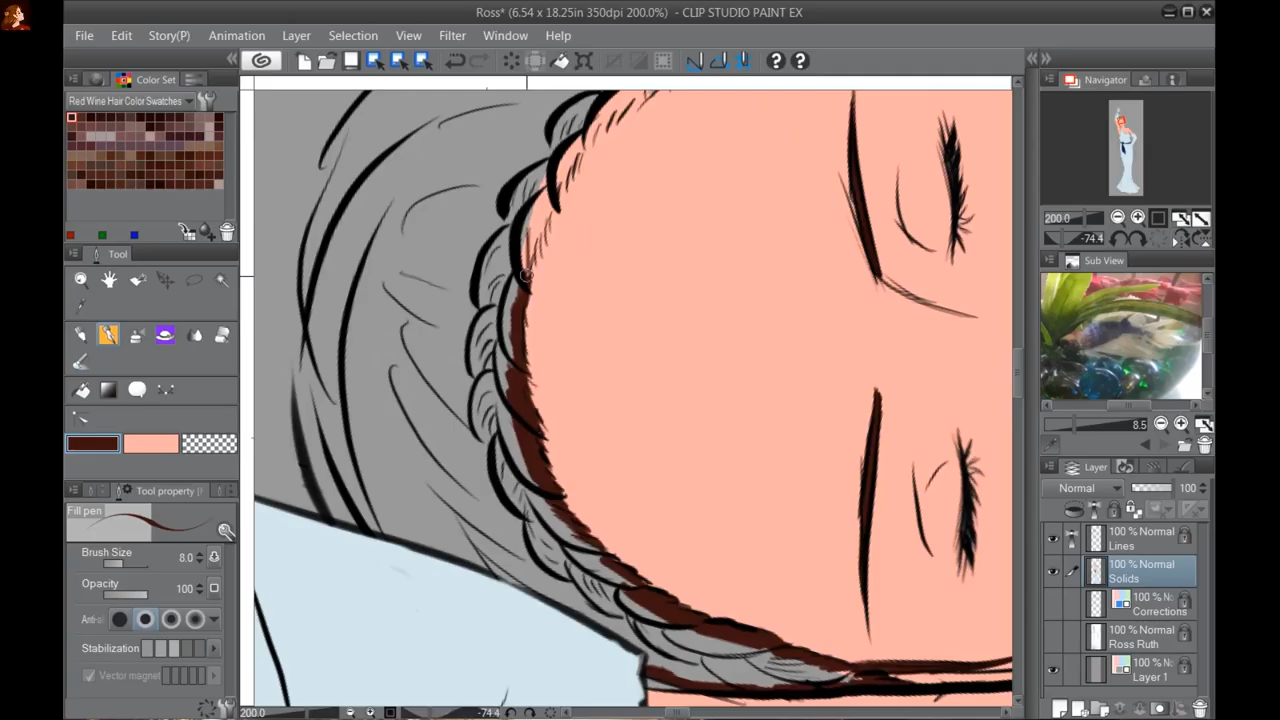 Ross* (6.54 x 18.25in 350dpi 200.0%) - CLIP STUDIO PAINT EX
File Edit Story(P) Animation Layer Selection View Filter Window Help
Color Set
Navigator
Red Wine Hair Color Swatches
200.0
-74.4
Tool
Sub View
8.5
Layer
Normal 100
Tool property
Fill pen
Brush Size 8.0
Opacity 100
Anti-a
Stabilization
Vector magnet
100 % Normal
Lines
100 % Normal
Solids
100 % N
Corrections
100 % Normal
Ross Ruth
100 % N
Layer 1
200.0 -74.4